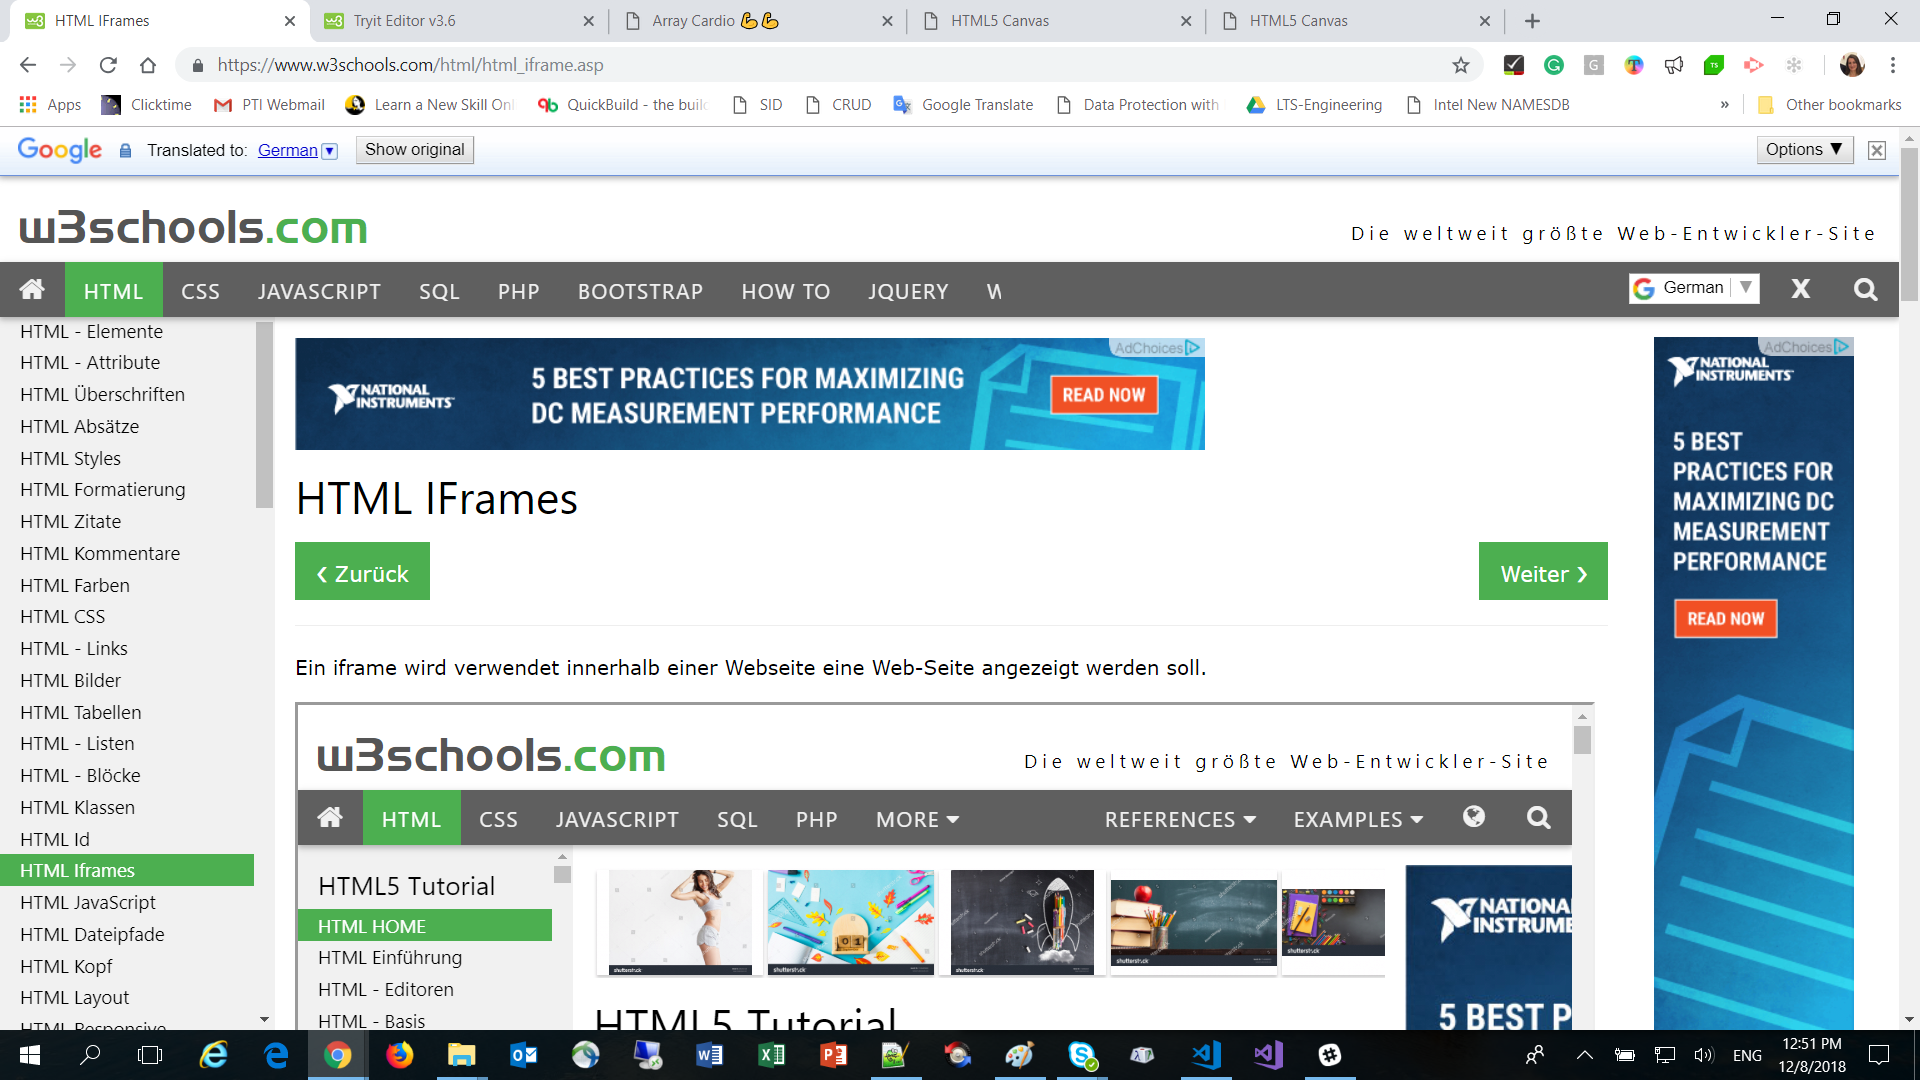 HTML IFrames
Tryit Editor v3.6
Array Cardio 💪💪
HTML5 Canvas
HTML5 Canvas
https://www.w3schools.com/html/html_iframe.asp
Apps
Clicktime
PTI Webmail
Learn a New Skill Onl
QuickBuild - the buil
SID
CRUD
Google Translate
Data Protection with
LTS-Engineering
Intel New NAMESDB
»
Other bookmarks
Google
Translated to: German
Show original
Options ▼
w3schools.com
Die weltweit größte Web-Entwickler-Site
HTML CSS JAVASCRIPT SQL PHP BOOTSTRAP HOW TO JQUERY W
German
X
HTML - Elemente
HTML - Attribute
HTML Überschriften
HTML Absätze
HTML Styles
HTML Formatierung
HTML Zitate
HTML Kommentare
HTML Farben
HTML CSS
HTML - Links
HTML Bilder
HTML Tabellen
HTML - Listen
HTML - Blöcke
HTML Klassen
HTML Id
HTML Iframes
HTML JavaScript
HTML Dateipfade
HTML Kopf
HTML Layout
HTML Responsive
AdChoices
NATIONAL INSTRUMENTS
5 BEST PRACTICES FOR MAXIMIZING
DC MEASUREMENT PERFORMANCE
READ NOW
HTML IFrames
❮ Zurück
Weiter ❯
Ein iframe wird verwendet innerhalb einer Webseite eine Web-Seite angezeigt werden soll.
w3schools.com
Die weltweit größte Web-Entwickler-Site
HTML CSS JAVASCRIPT SQL PHP MORE REFERENCES EXAMPLES
HTML5 Tutorial
HTML HOME
HTML Einführung
HTML - Editoren
HTML - Basis
shutterstock
shutterstock
shutterstock
shutterstock
shutterstock
01
HTML5 Tutorial
NATIONA
INSTRUME
5 BEST P
AdChoices
NATIONAL
INSTRUMENTS
5 BEST
PRACTICES FOR
MAXIMIZING DC
MEASUREMENT
PERFORMANCE
READ NOW
ENG
12:51 PM
12/8/2018